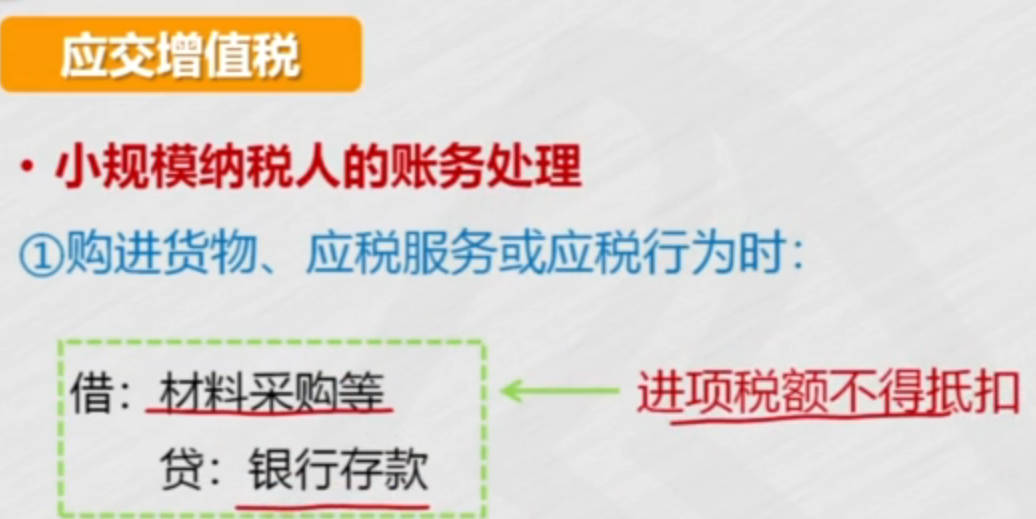 应交增值税
• 小规模纳税人的账务处理
①购进货物、应税服务或应税行为时：
借：材料采购等
进项税额不得抵扣
贷：银行存款